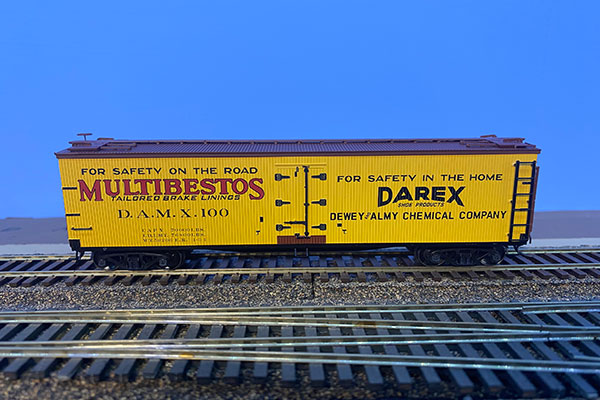 FOR SAFETY ON THE ROAD
MULTIBESTOS
TAILORED BRAKE LININGS
D.A.M.X. 100
FOR SAFETY IN THE HOME
DAREX
SHOE PRODUCTS
DEWEY & ALMY CHEMICAL COMPANY